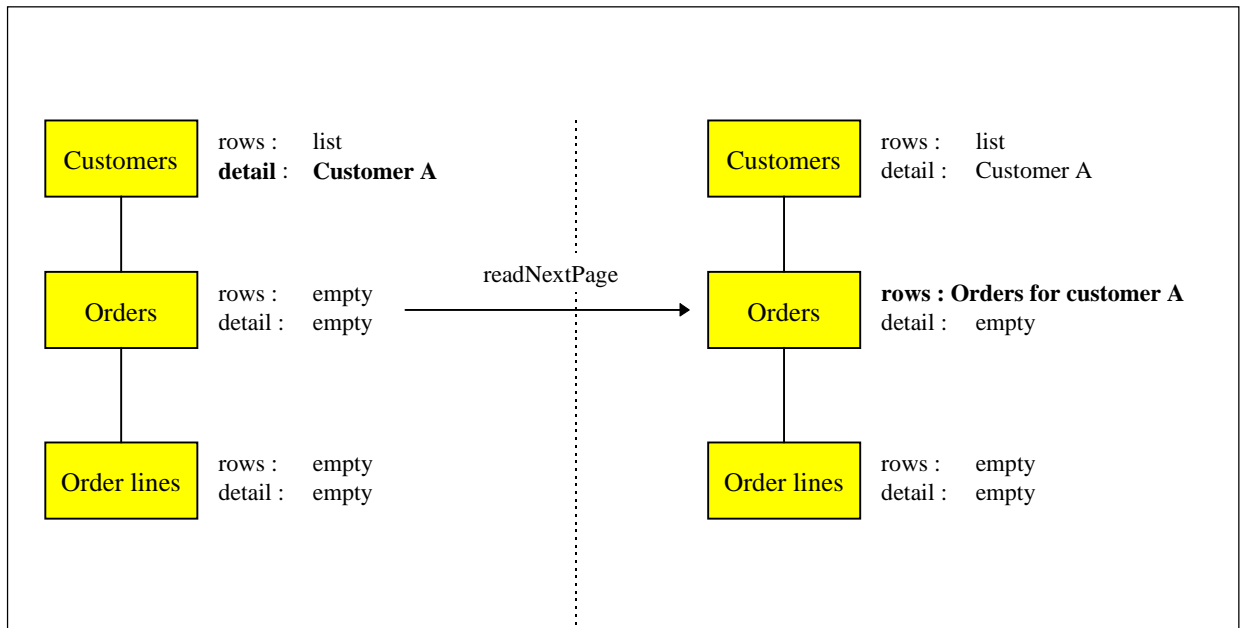 Customers
rows : list
detail : Customer A
Orders
rows : empty
detail : empty
Order lines
rows : empty
detail : empty
readNextPage
Customers
rows : list
detail : Customer A
Orders
rows : Orders for customer A
detail : empty
Order lines
rows : empty
detail : empty